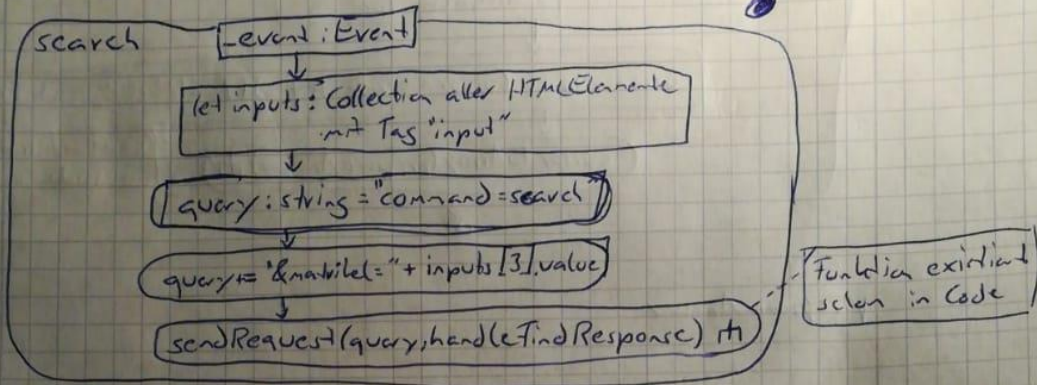 search
_event : Event
let inputs : Collection aller HTMLElemente
mit Tag "input"
query : string = "command=search"
query += "&matrikel=" + inputs[3].value
sendRequest(query, handleFindResponse)
Funktion existiert
schon in Code